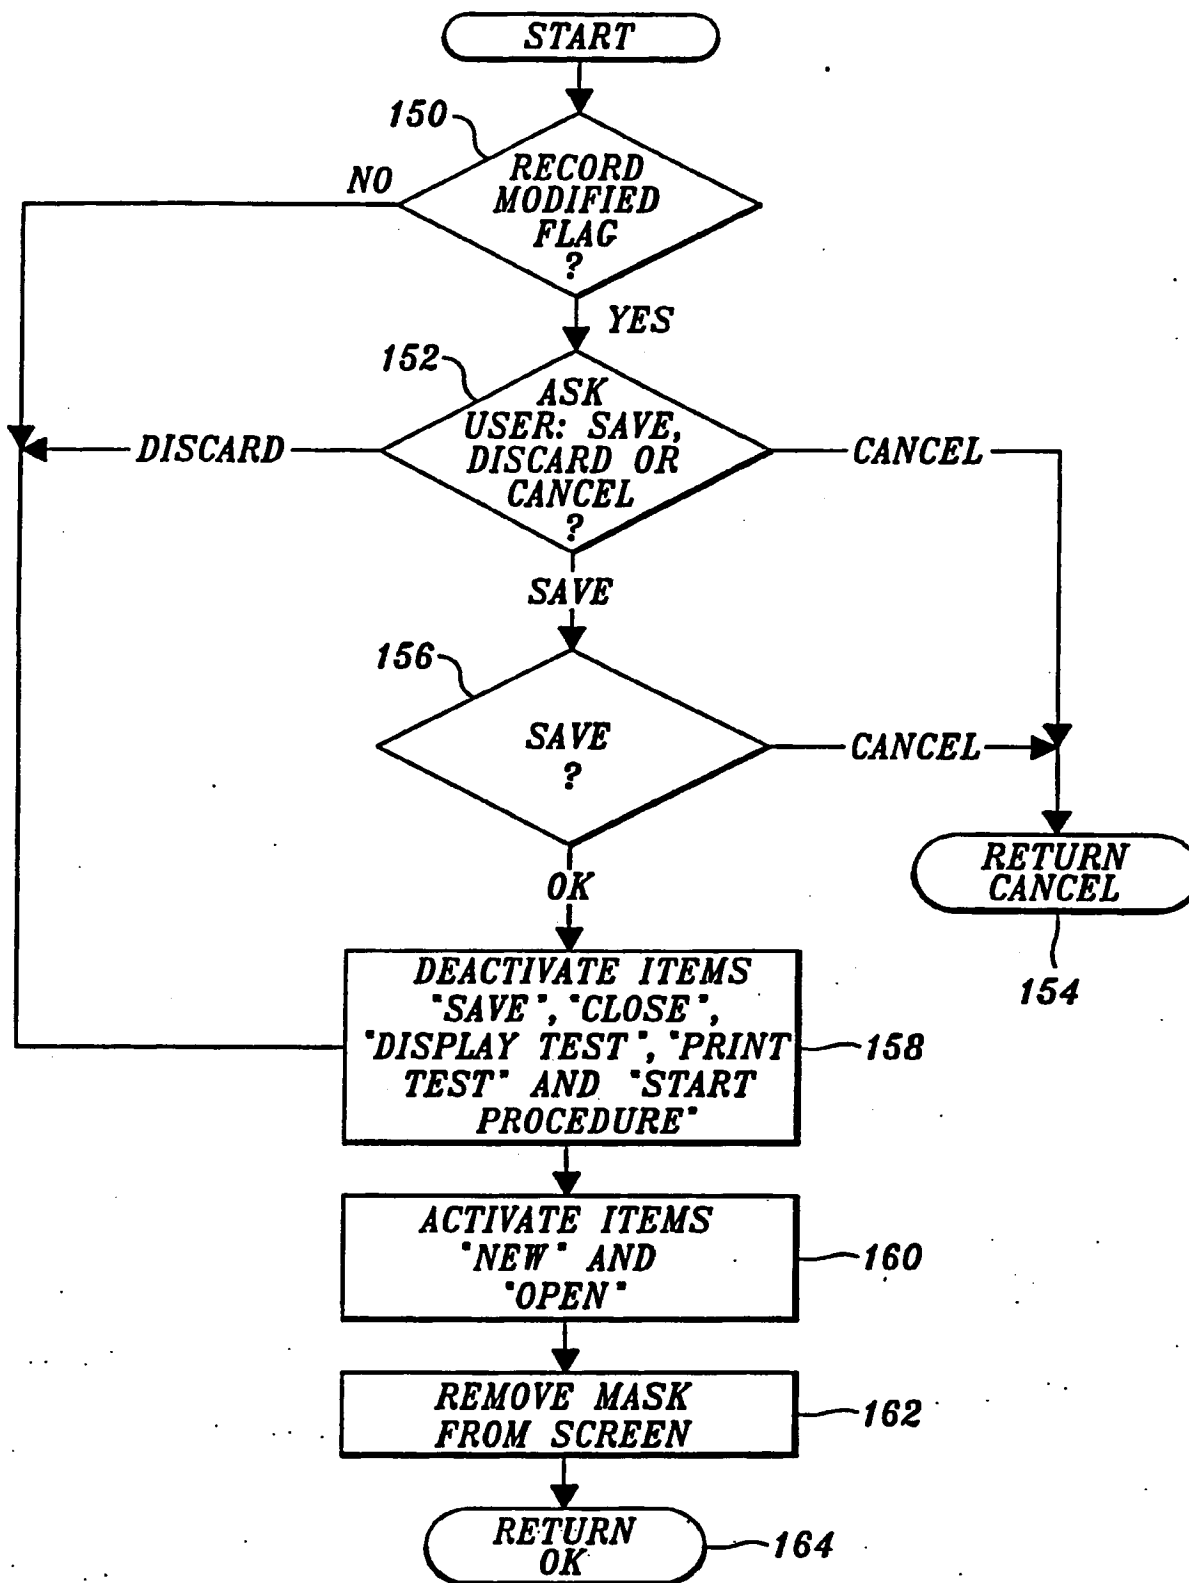 START
150
RECORD
MODIFIED
FLAG
?
NO
YES
152
ASK
USER: SAVE,
DISCARD OR
CANCEL
?
DISCARD
CANCEL
SAVE
156
SAVE
?
CANCEL
OK
RETURN
CANCEL
154
DEACTIVATE ITEMS
"SAVE", "CLOSE",
"DISPLAY TEST", "PRINT
TEST" AND "START
PROCEDURE"
158
ACTIVATE ITEMS
"NEW" AND
"OPEN"
160
REMOVE MASK
FROM SCREEN
162
RETURN
OK
164